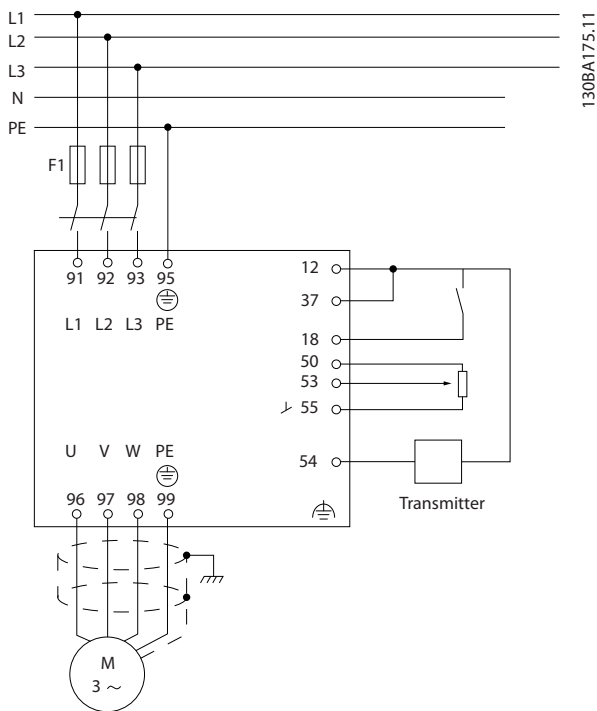 L1
L2
L3
N
PE
130BA175.11
F1
91 92 93 95
L1 L2 L3 PE
12
37
18
50
53
55
54
Transmitter
U V W PE
96 97 98 99
M
3 ~